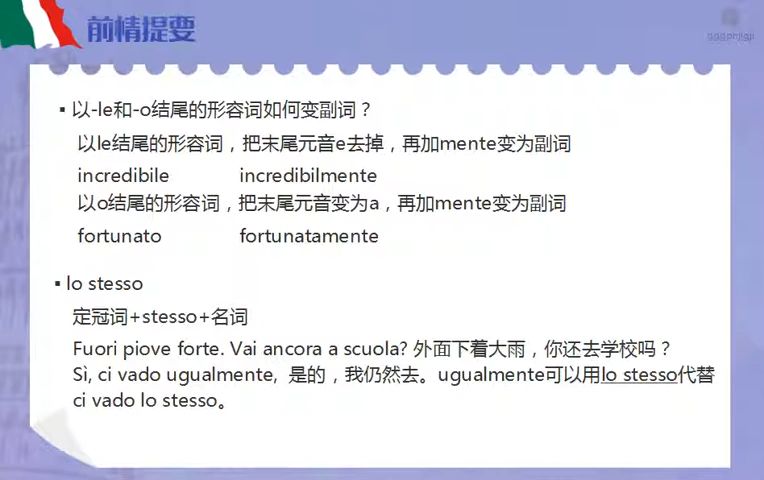 前情提要
▪ 以-le和-o结尾的形容词如何变副词？
以le结尾的形容词，把末尾元音e去掉，再加mente变为副词
incredibile incredibilmente
以o结尾的形容词，把末尾元音变为a，再加mente变为副词
fortunato fortunatamente
▪ lo stesso
定冠词+stesso+名词
Fuori piove forte. Vai ancora a scuola? 外面下着大雨，你还去学校吗？
Sì, ci vado ugualmente, 是的，我仍然去。ugualmente可以用lo stesso代替
ci vado lo stesso。